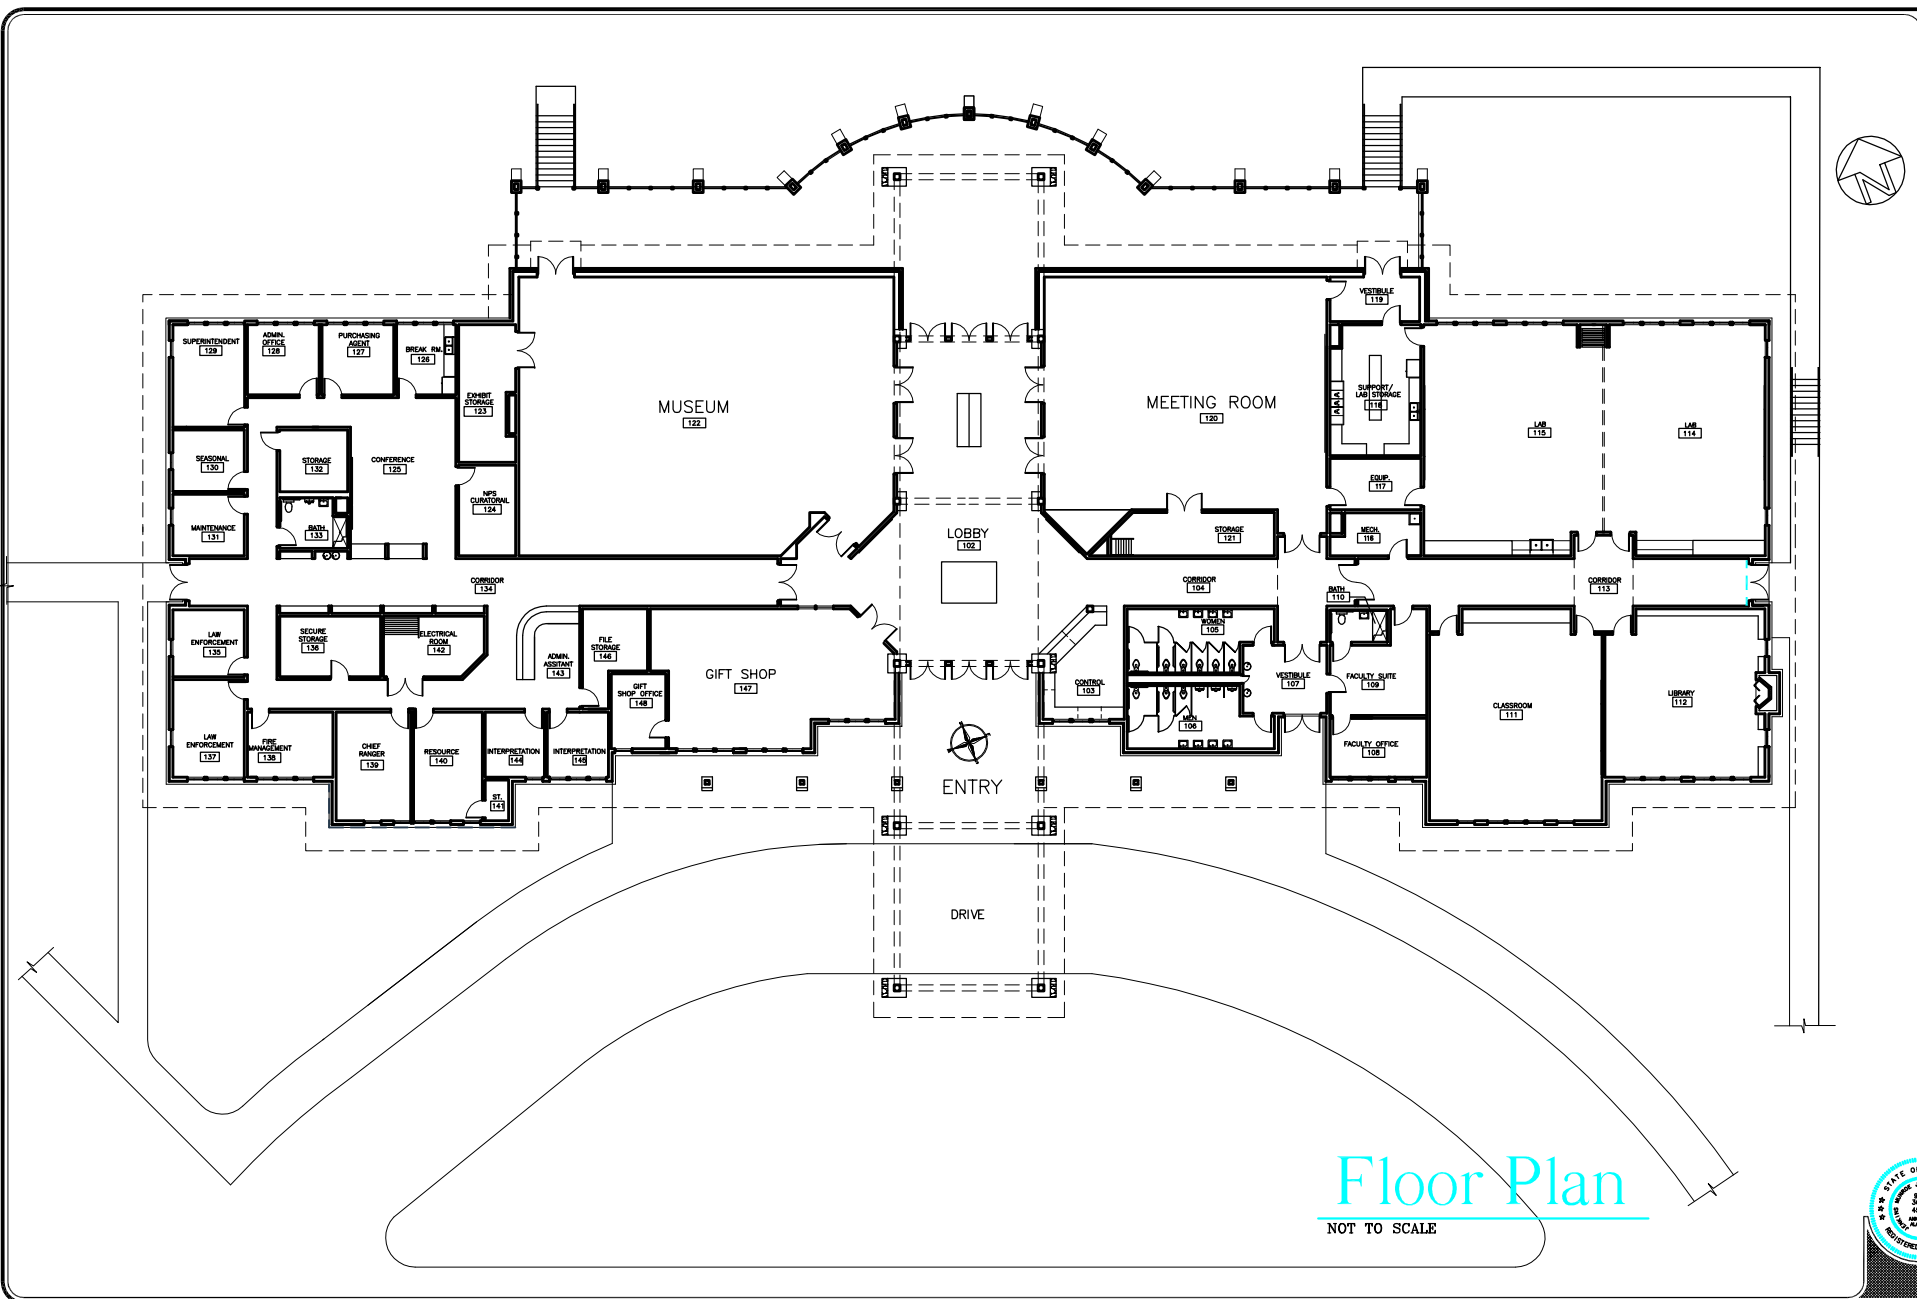 VESTIBULE
119
SUPERINTENDENT
129
ADMIN.
OFFICE
128
PURCHASING
AGENT
127
BREAK RM.
126
EXHIBIT
STORAGE
123
MUSEUM
122
MEETING ROOM
120
SUPPORT/
LAB STORAGE
LAB
115
LAB
114
SEASONAL
130
STORAGE
132
CONFERENCE
125
NPS
CURATORAIL
124
EQUIP.
117
MAINTENANCE
131
BATH
133
LOBBY
102
STORAGE
121
MECH.
CORRIDOR
134
CORRIDOR
104
BATH
110
CORRIDOR
113
LAW
ENFORCEMENT
135
SECURE
STORAGE
136
ELECTRICAL
ROOM
142
ADMIN.
ASSITANT
143
FILE
STORAGE
146
GIFT SHOP
147
WOMEN
105
GIFT
SHOP OFFICE
148
CONTROL
103
VESTIBULE
107
FACULTY SUITE
109
CLASSROOM
111
LIBRARY
112
MEN
106
LAW
ENFORCEMENT
137
FIRE
MANAGEMENT
138
CHIEF
RANGER
139
RESOURCE
140
INTERPRETATION
144
INTERPRETATION
145
FACULTY OFFICE
108
ST.
141
ENTRY
DRIVE
Floor Plan
NOT TO SCALE
STATE